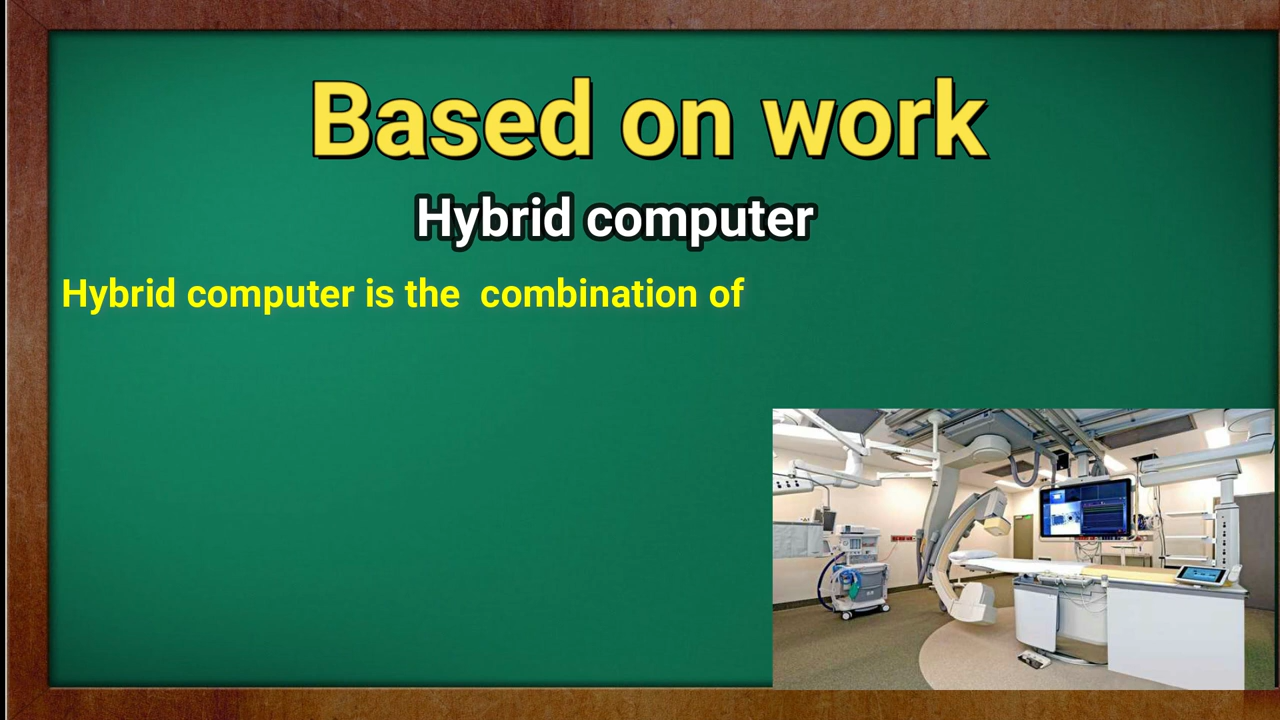 Based on work
Hybrid computer
Hybrid computer is the  combination of